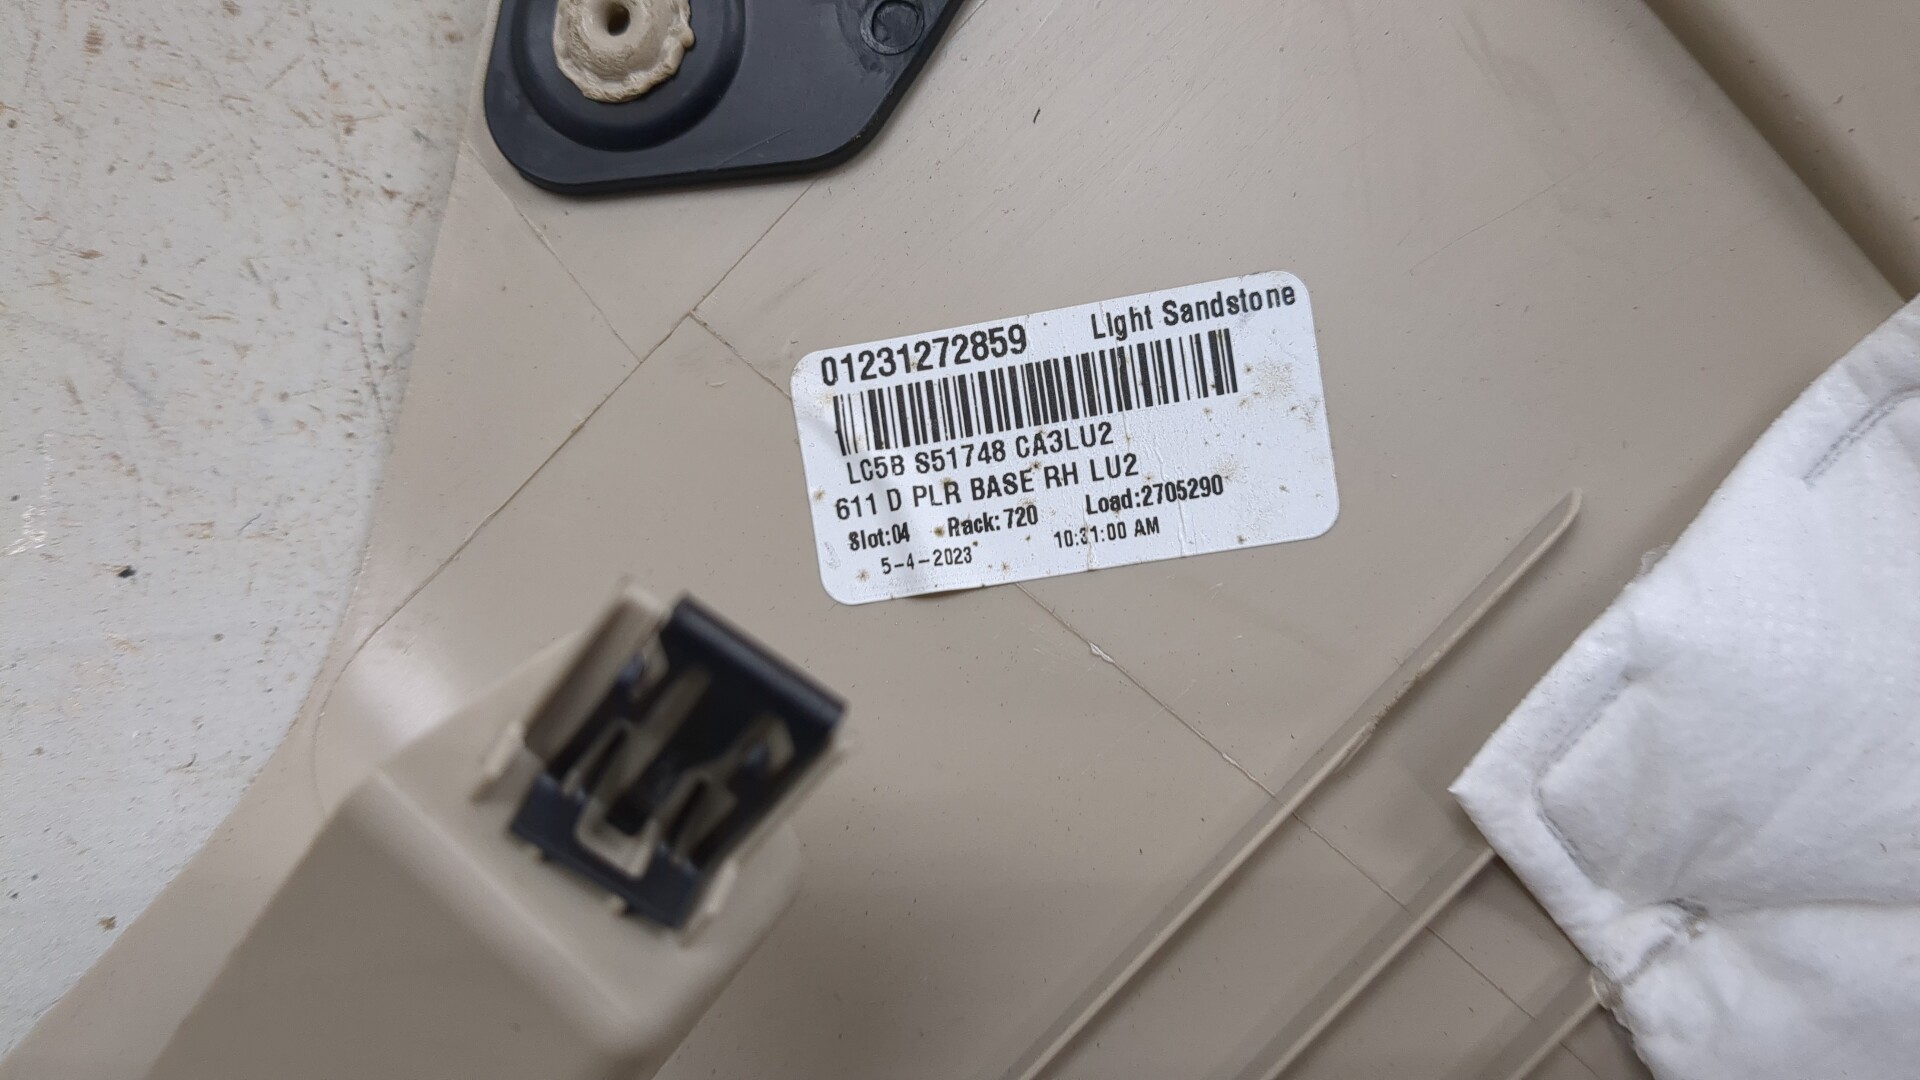 01231272859 Light Sandstone
LC5B S51748 CA3LU2
611 D PLR BASE RH LU2
Slot:04 Rack:720 Load:2705290
5-4-2023 10:31:00 AM